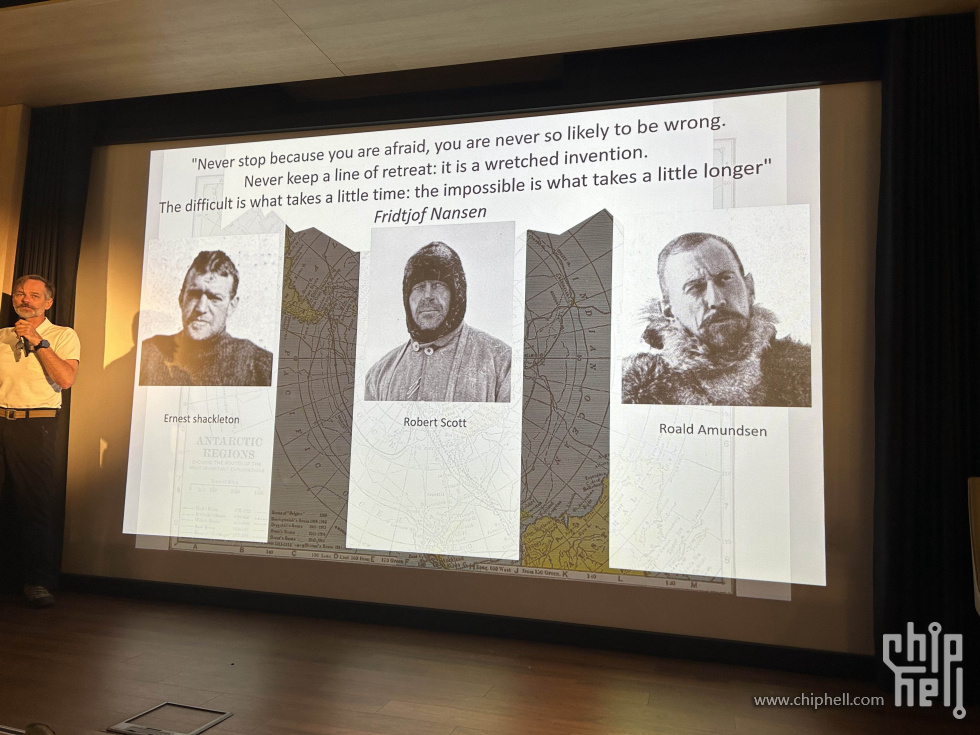 "Never stop because you are afraid, you are never so likely to be wrong.
Never keep a line of retreat: it is a wretched invention.
The difficult is what takes a little time: the impossible is what takes a little longer"
Fridtjof Nansen
Ernest shackleton
Robert Scott
Roald Amundsen
ANTARCTIC
REGIONS
www.chiphell.com
chip
hell